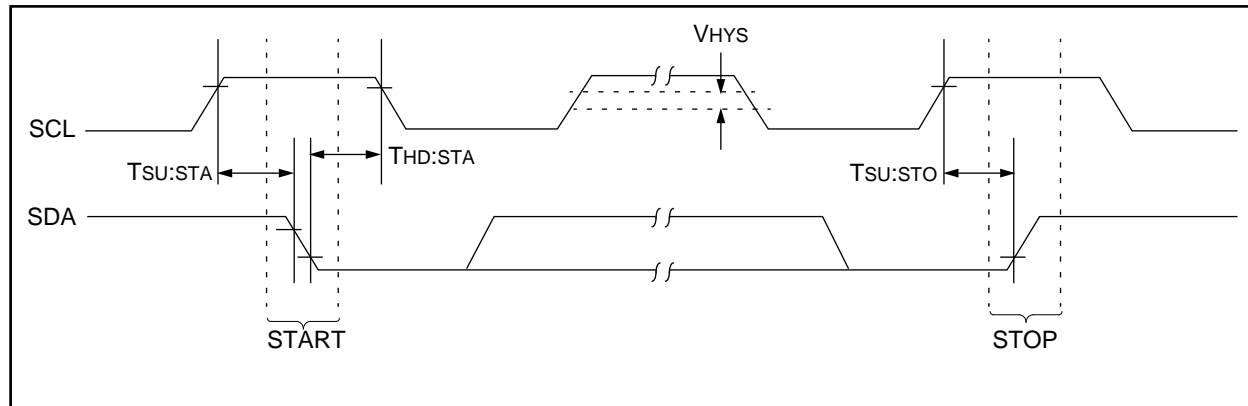 VHYS
SCL
THD:STA
TSU:STA
TSU:STO
SDA
START
STOP